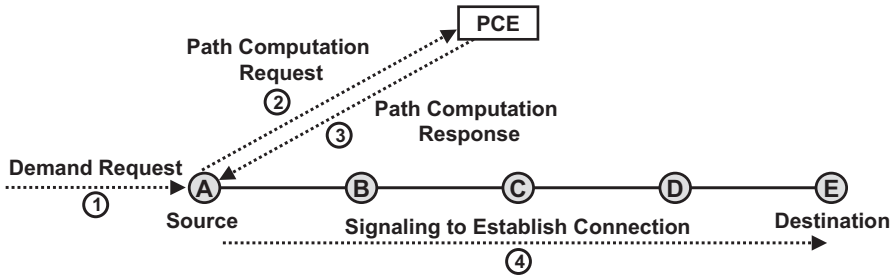 PCE
Path Computation
Request
2
Path Computation
Response
3
Demand Request
1
A
B
C
D
E
Source
Signaling to Establish Connection
Destination
4